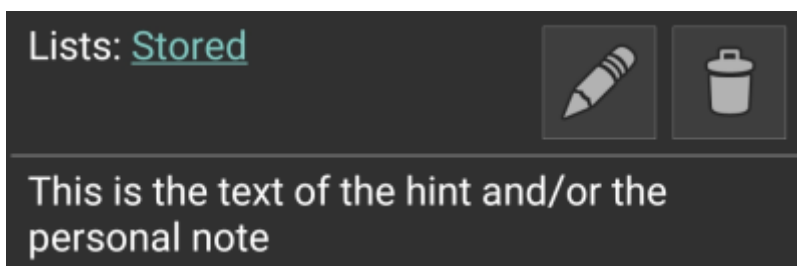 Lists: Stored
This is the text of the hint and/or the
personal note